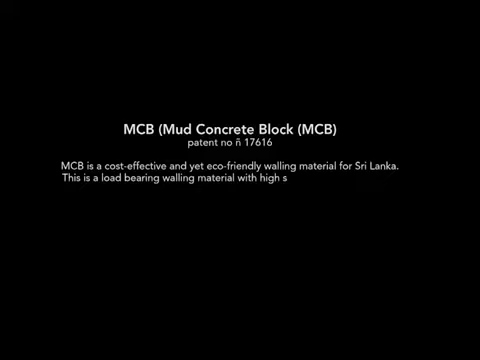 MCB (Mud Concrete Block (MCB)
patent no ñ 17616
MCB is a cost-effective and yet eco-friendly walling material for Sri Lanka.
This is a load bearing walling material with high s